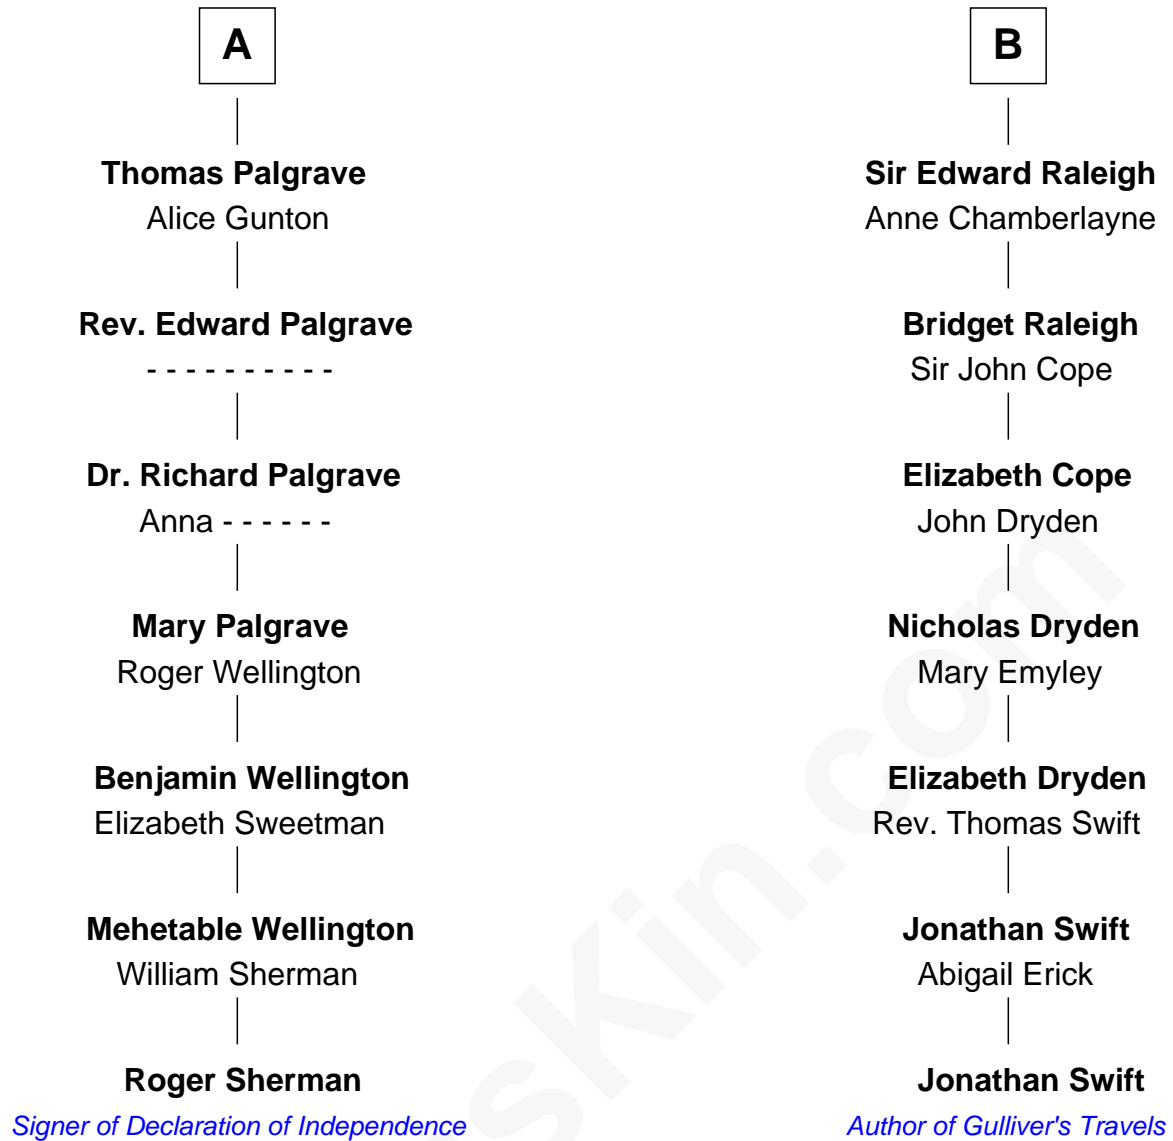 A
Thomas Palgrave
Alice Gunton
Rev. Edward Palgrave
- - - - - - - - - -
Dr. Richard Palgrave
Anna - - - - - -
Mary Palgrave
Roger Wellington
Benjamin Wellington
Elizabeth Sweetman
Mehetable Wellington
William Sherman
Roger Sherman
Signer of Declaration of Independence
B
Sir Edward Raleigh
Anne Chamberlayne
Bridget Raleigh
Sir John Cope
Elizabeth Cope
John Dryden
Nicholas Dryden
Mary Emyley
Elizabeth Dryden
Rev. Thomas Swift
Jonathan Swift
Abigail Erick
Jonathan Swift
Author of Gulliver's Travels
sKin.com